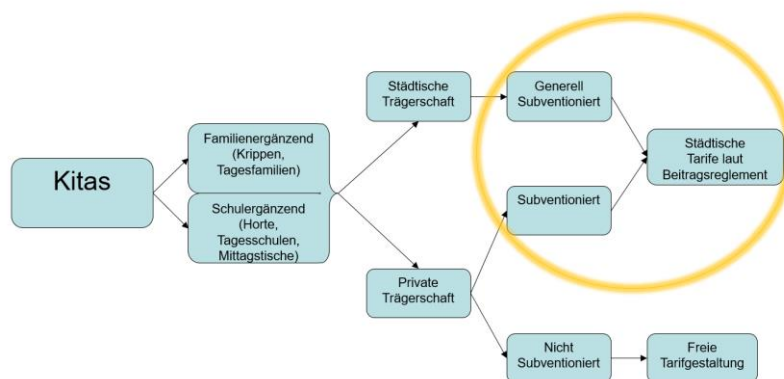 Kitas
Familienergänzend
(Krippen,
Tagesfamilien)
Schulergänzend
(Horte,
Tagesschulen,
Mittagstische)
Städtische
Trägerschaft
Private
Trägerschaft
Generell
Subventioniert
Subventioniert
Nicht
Subventioniert
Städtische
Tarife laut
Beitragsreglement
Freie
Tarifgestaltung